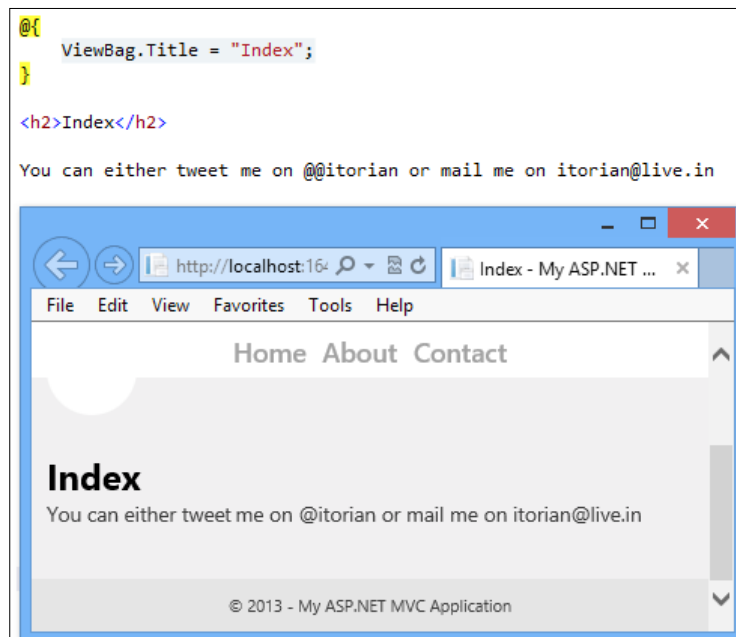 @{
ViewBag.Title = "Index";
}
<h2>Index</h2>
You can either tweet me on @@itorian or mail me on itorian@live.in
http://localhost:164
Index - My ASP.NET ...
File Edit View Favorites Tools Help
Home About Contact
Index
You can either tweet me on @itorian or mail me on itorian@live.in
© 2013 - My ASP.NET MVC Application